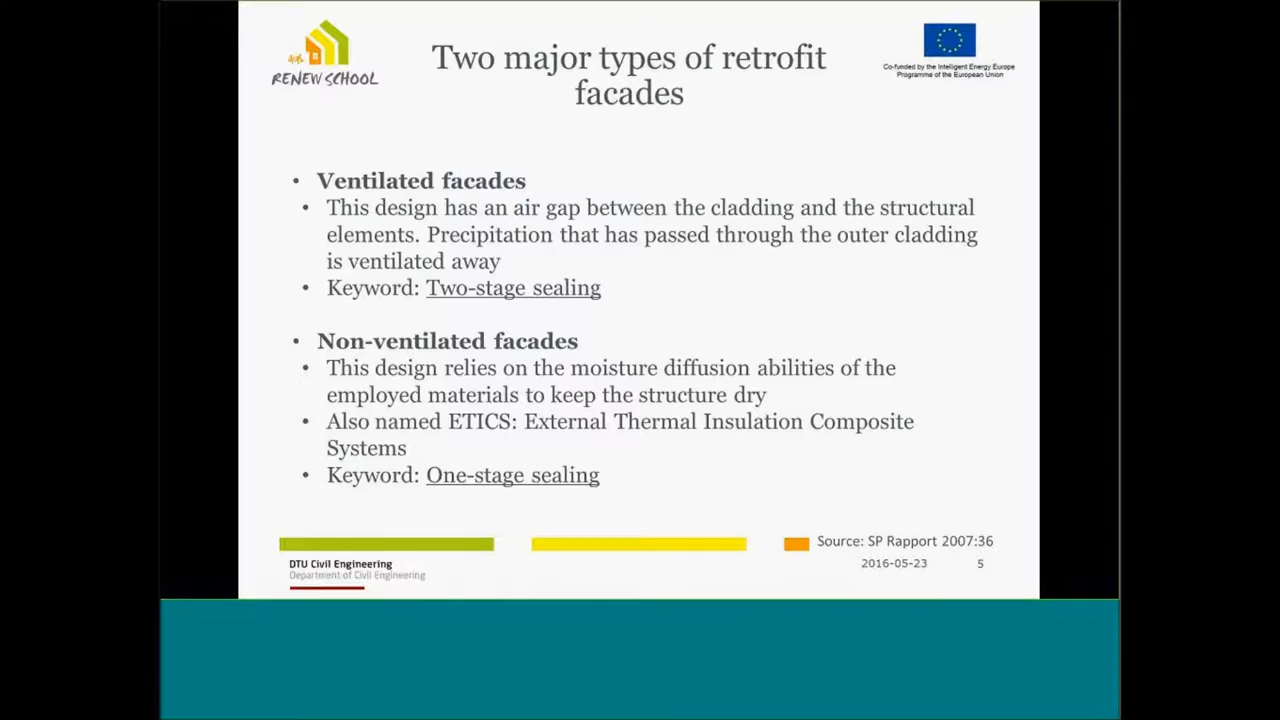 RENEW SCHOOL
Two major types of retrofit
facades
Co-funded by the Intelligent Energy Europe
Programme of the European Union
• Ventilated facades
• This design has an air gap between the cladding and the structural
elements. Precipitation that has passed through the outer cladding
is ventilated away
• Keyword: Two-stage sealing
• Non-ventilated facades
• This design relies on the moisture diffusion abilities of the
employed materials to keep the structure dry
• Also named ETICS: External Thermal Insulation Composite
Systems
• Keyword: One-stage sealing
Source: SP Rapport 2007:36
DTU Civil Engineering
Department of Civil Engineering
2016-05-23 5